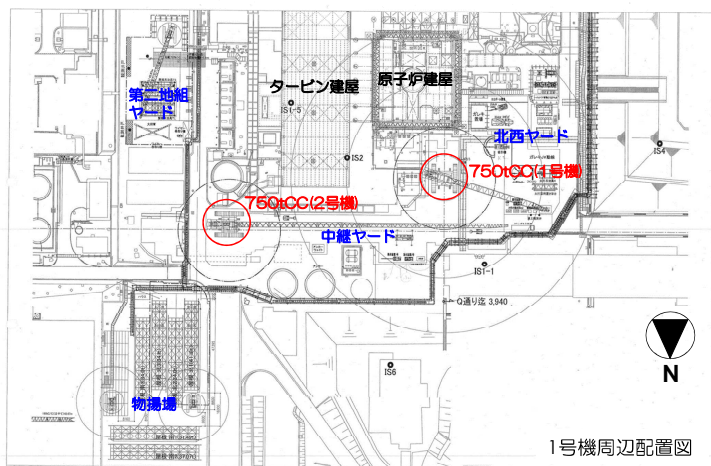 タービン建屋
原子炉建屋
第二地組
ヤード
IS1-5
IS2
北西ヤード
IS4
750tCC(1号機)
750tCC(2号機)
中継ヤード
IS1-1
Q通り迄 3,940
IS6
物揚場
N
1号機周辺配置図